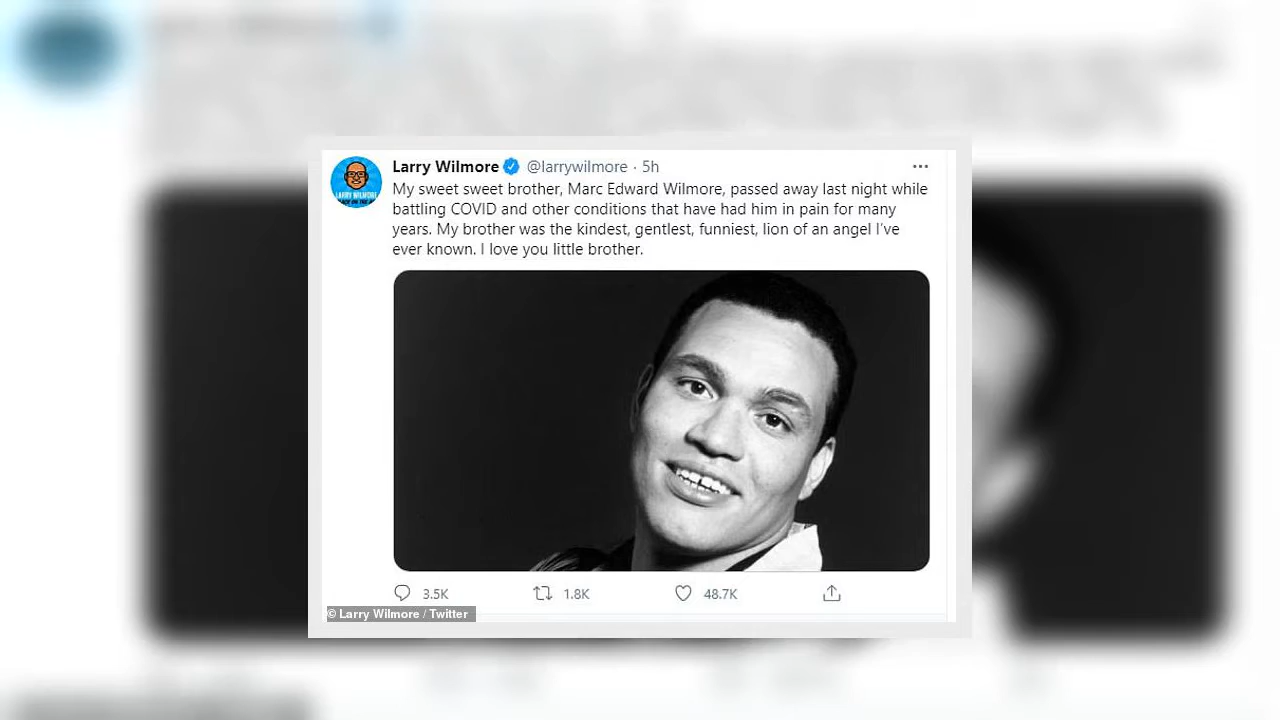 Larry Wilmore @larrywilmore · 5h
My sweet sweet brother, Marc Edward Wilmore, passed away last night while
battling COVID and other conditions that have had him in pain for many
years. My brother was the kindest, gentlest, funniest, lion of an angel I've
ever known. I love you little brother.
LARRY WILMORE
3.5K 1.8K 48.7K
© Larry Wilmore / Twitter